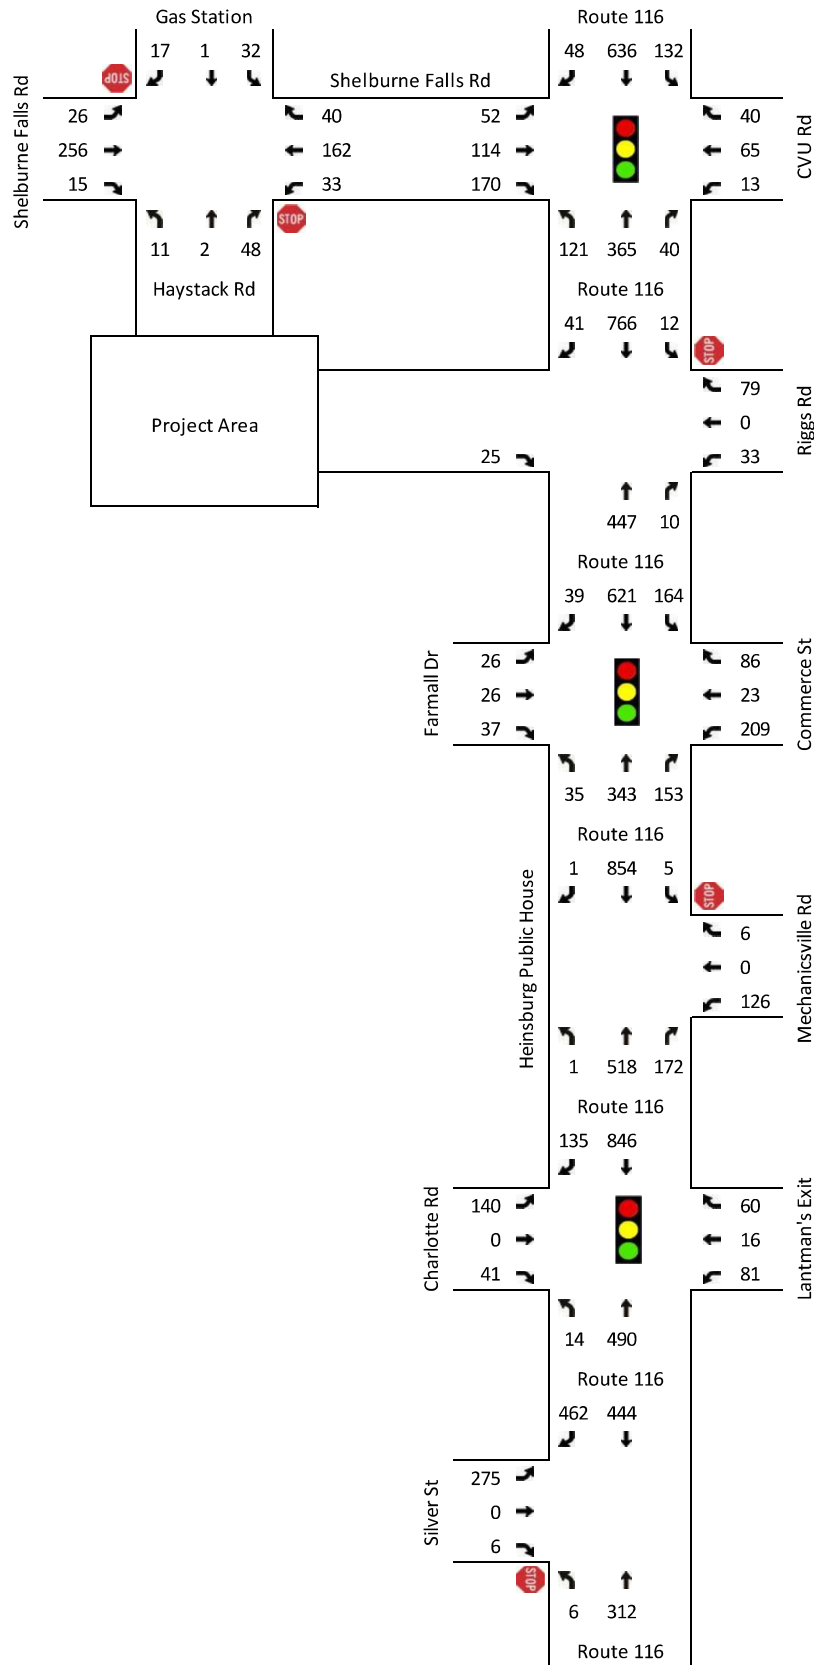 Gas Station Route 116
17 1 32 48 636 132
STOP
Shelburne Falls Rd
Shelburne Falls Rd
26 40 52 40
256 162 114 65
15 33 170 13
CVU Rd
STOP
11 2 48 121 365 40
Haystack Rd Route 116
41 766 12
STOP
79
Project Area 0
25 33
Riggs Rd
447 10
Route 116
39 621 164
Farmall Dr
26 86
26 23
37 209
Commerce St
35 343 153
Route 116
1 854 5
STOP
Heinsburg Public House
6
0
126
Mechanicsville Rd
1 518 172
Route 116
135 846
Charlotte Rd
140 60
0 16
41 81
Lantman's Exit
14 490
Route 116
462 444
Silver St
275
0
6
STOP
6 312
Route 116